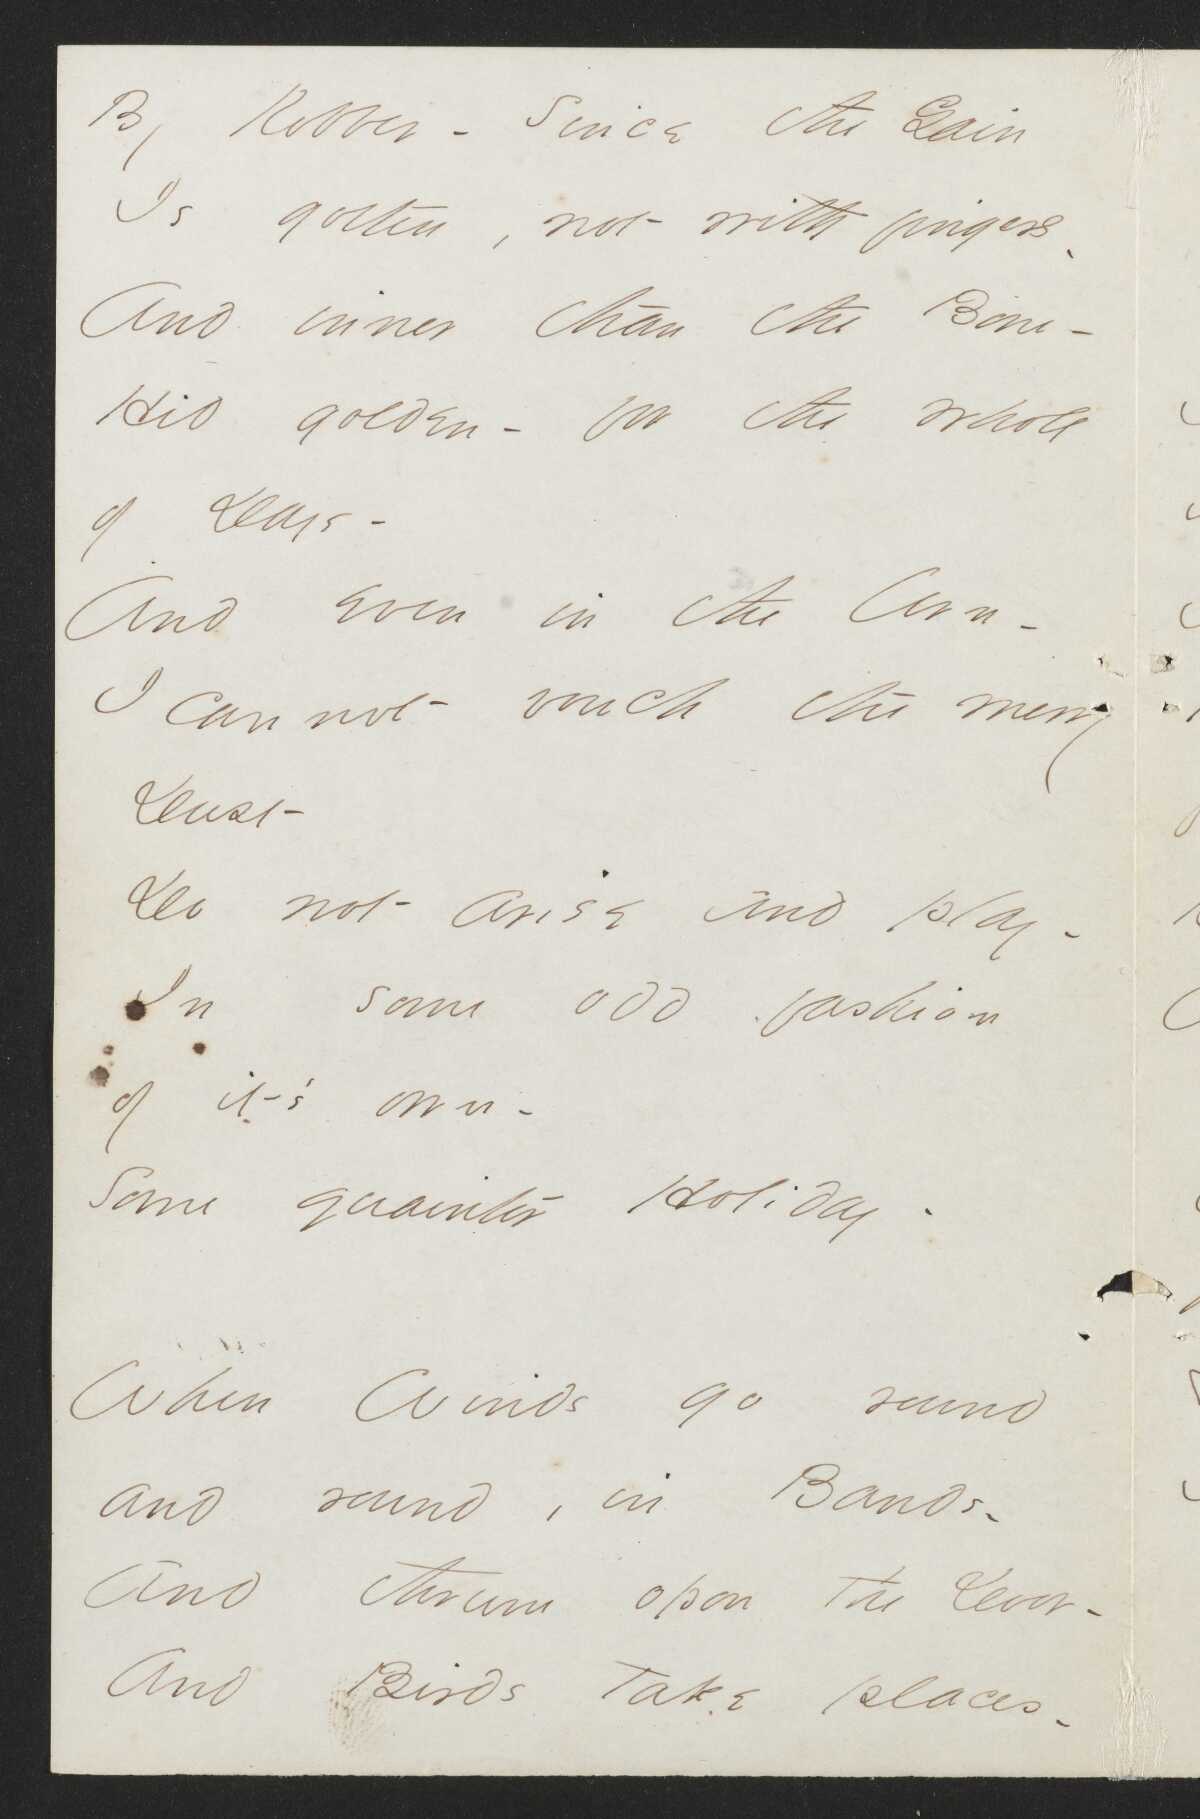 By Robber - Since the Gain
Is gotten, not with fingers -
And inner than the Bone -
Hid golden - for the whole
of Days -
And even in the Urn -
I cannot vouch the merry
Dust -
Do not arise and play -
In some odd fashion
of it's own -
Some quainter Holiday -
When Winds go round
and round, in Bands -
And thrum opon the Door -
And Birds take places -